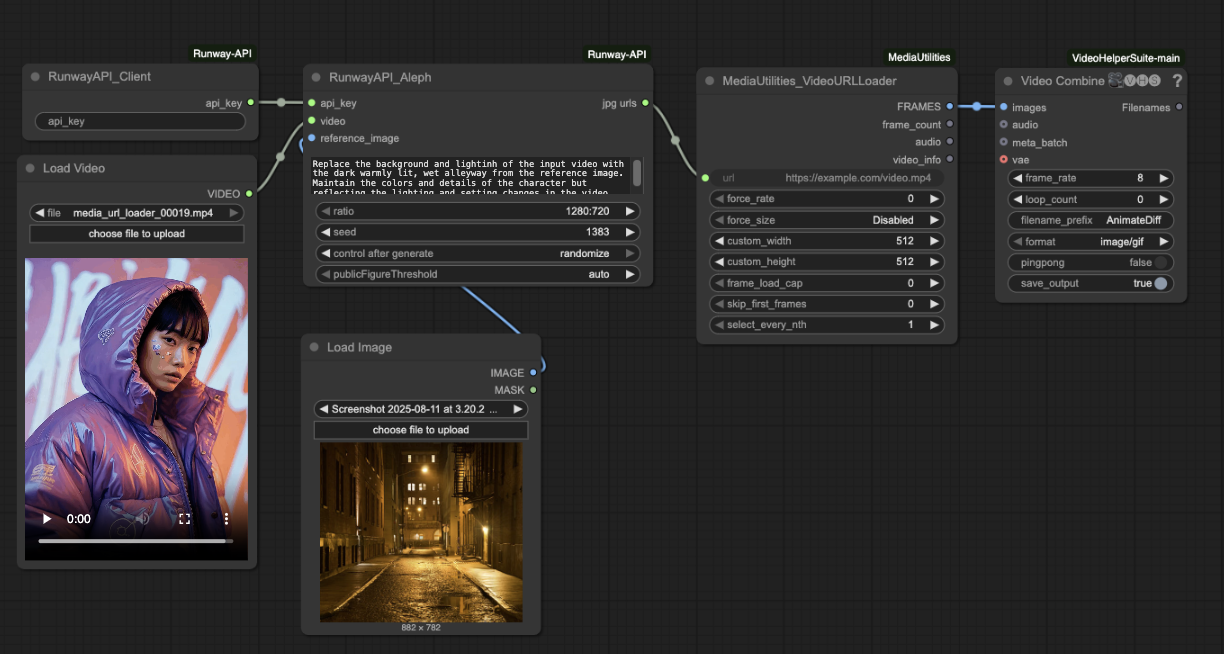 Runway-API
RunwayAPI_Client
api_key
api_key
Load Video
VIDEO
file media_url_loader_00019.mp4
choose file to upload
0:00
Runway-API
RunwayAPI_Aleph
api_key
jpg urls
video
reference_image
Replace the background and lightinh of the input video with
the dark warmly lit, wet alleyway from the reference image.
Maintain the colors and details of the character but
reflecting the lighting and setting changes in the video
ratio 1280:720
seed 1383
control after generate randomize
publicFigureThreshold auto
Load Image
IMAGE
MASK
Screenshot 2025-08-11 at 3.20.2 ...
choose file to upload
882 × 782
MediaUtilities
MediaUtilities_VideoURLLoader
FRAMES
frame_count
audio
video_info
url https://example.com/video.mp4
force_rate 0
force_size Disabled
custom_width 512
custom_height 512
frame_load_cap 0
skip_first_frames 0
select_every_nth 1
VideoHelperSuite-main
Video Combine 🎥🅥🅗🅢 ?
images Filenames
audio
meta_batch
vae
frame_rate 8
loop_count 0
filename_prefix AnimateDiff
format image/gif
pingpong false
save_output true